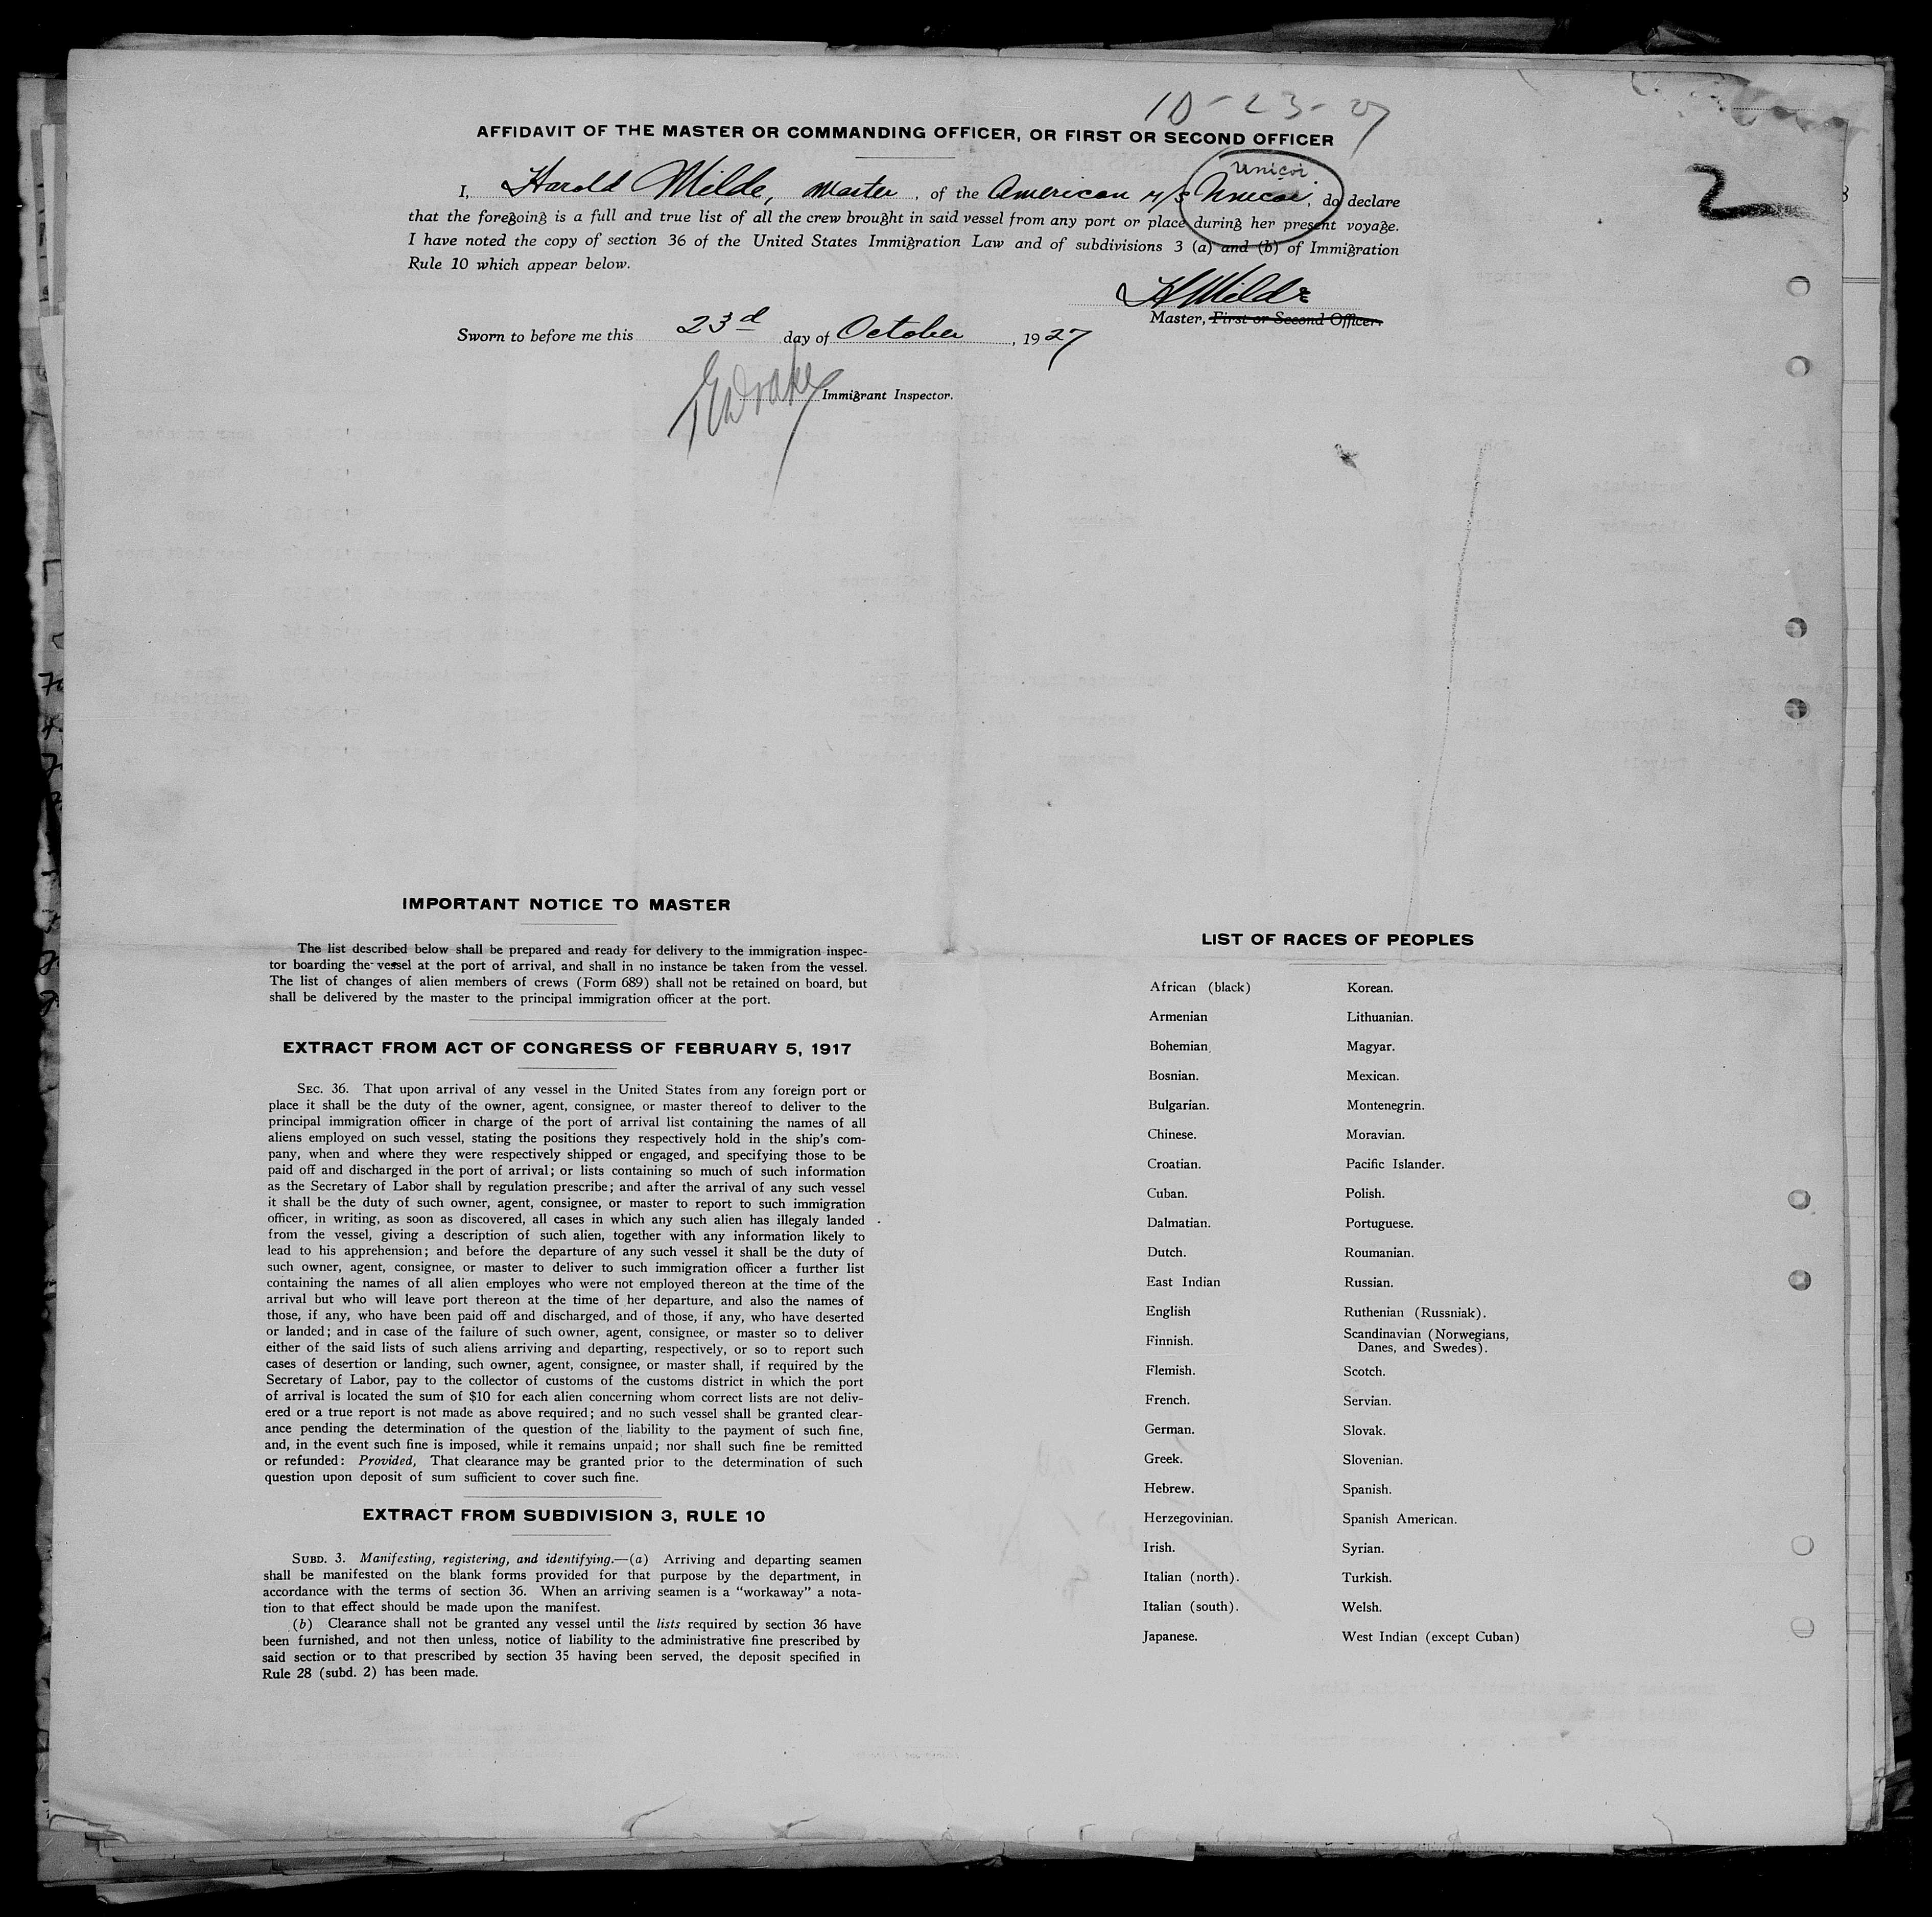 10-23-27
AFFIDAVIT OF THE MASTER OR COMMANDING OFFICER, OR FIRST OR SECOND OFFICER
2
Unicoi
I, Harold Milde, Master, of the American M/S Unicoi, do declare
that the foregoing is a full and true list of all the crew brought in said vessel from any port or place during her present voyage.
I have noted the copy of section 36 of the United States Immigration Law and of subdivisions 3 (a) and (b) of Immigration
Rule 10 which appear below.
H Milde
Master, First or Second Officer.
Sworn to before me this 23d day of October, 1927
Immigrant Inspector.
IMPORTANT NOTICE TO MASTER
The list described below shall be prepared and ready for delivery to the immigration inspec-
tor boarding the vessel at the port of arrival, and shall in no instance be taken from the vessel.
The list of changes of alien members of crews (Form 689) shall not be retained on board, but
shall be delivered by the master to the principal immigration officer at the port.
EXTRACT FROM ACT OF CONGRESS OF FEBRUARY 5, 1917
SEC. 36. That upon arrival of any vessel in the United States from any foreign port or
place it shall be the duty of the owner, agent, consignee, or master thereof to deliver to the
principal immigration officer in charge of the port of arrival list containing the names of all
aliens employed on such vessel, stating the positions they respectively hold in the ship's com-
pany, when and where they were respectively shipped or engaged, and specifying those to be
paid off and discharged in the port of arrival; or lists containing so much of such information
as the Secretary of Labor shall by regulation prescribe; and after the arrival of any such vessel
it shall be the duty of such owner, agent, consignee, or master to report to such immigration
officer, in writing, as soon as discovered, all cases in which any such alien has illegaly landed
from the vessel, giving a description of such alien, together with any information likely to
lead to his apprehension; and before the departure of any such vessel it shall be the duty of
such owner, agent, consignee, or master to deliver to such immigration officer a further list
containing the names of all alien employes who were not employed thereon at the time of the
arrival but who will leave port thereon at the time of her departure, and also the names of
those, if any, who have been paid off and discharged, and of those, if any, who have deserted
or landed; and in case of the failure of such owner, agent, consignee, or master so to deliver
either of the said lists of such aliens arriving and departing, respectively, or so to report such
cases of desertion or landing, such owner, agent, consignee, or master shall, if required by the
Secretary of Labor, pay to the collector of customs of the customs district in which the port
of arrival is located the sum of $10 for each alien concerning whom correct lists are not deliv-
ered or a true report is not made as above required; and no such vessel shall be granted clear-
ance pending the determination of the question of the liability to the payment of such fine,
and, in the event such fine is imposed, while it remains unpaid; nor shall such fine be remitted
or refunded: Provided, That clearance may be granted prior to the determination of such
question upon deposit of sum sufficient to cover such fine.
EXTRACT FROM SUBDIVISION 3, RULE 10
SUBD. 3. Manifesting, registering, and identifying.—(a) Arriving and departing seamen
shall be manifested on the blank forms provided for that purpose by the department, in
accordance with the terms of section 36. When an arriving seamen is a "workaway" a nota-
tion to that effect should be made upon the manifest.
(b) Clearance shall not be granted any vessel until the lists required by section 36 have
been furnished, and not then unless, notice of liability to the administrative fine prescribed by
said section or to that prescribed by section 35 having been served, the deposit specified in
Rule 28 (subd. 2) has been made.
LIST OF RACES OF PEOPLES
African (black) Korean.
Armenian Lithuanian.
Bohemian Magyar.
Bosnian. Mexican.
Bulgarian. Montenegrin.
Chinese. Moravian.
Croatian. Pacific Islander.
Cuban. Polish.
Dalmatian. Portuguese.
Dutch. Roumanian.
East Indian Russian.
English Ruthenian (Russniak).
Finnish. Scandinavian (Norwegians,
Danes, and Swedes).
Flemish. Scotch.
French. Servian.
German. Slovak.
Greek. Slovenian.
Hebrew. Spanish.
Herzegovinian. Spanish American.
Irish. Syrian.
Italian (north). Turkish.
Italian (south). Welsh.
Japanese. West Indian (except Cuban)